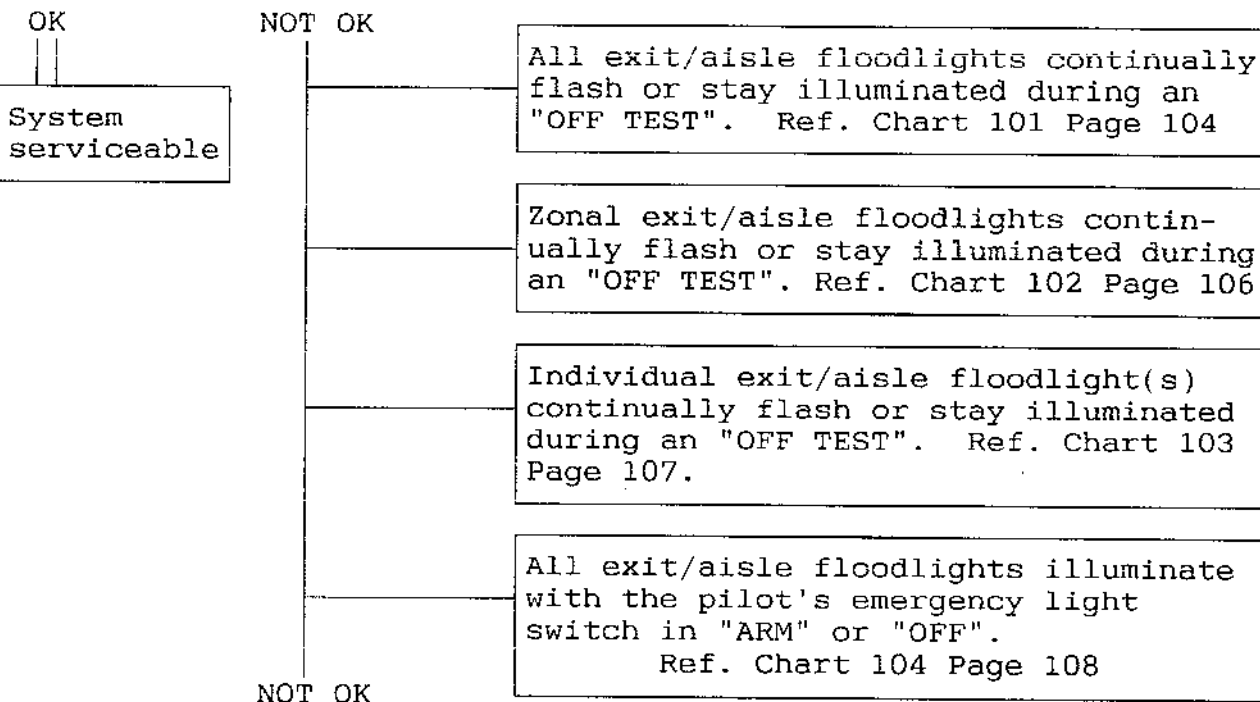 OK
System
serviceable
NOT OK
All exit/aisle floodlights continually
flash or stay illuminated during an
"OFF TEST".  Ref. Chart 101 Page 104
Zonal exit/aisle floodlights contin-
ually flash or stay illuminated during
an "OFF TEST". Ref. Chart 102 Page 106
Individual exit/aisle floodlight(s)
continually flash or stay illuminated
during an "OFF TEST".  Ref. Chart 103
Page 107.
All exit/aisle floodlights illuminate
with the pilot's emergency light
switch in "ARM" or "OFF".
Ref. Chart 104 Page 108
NOT OK